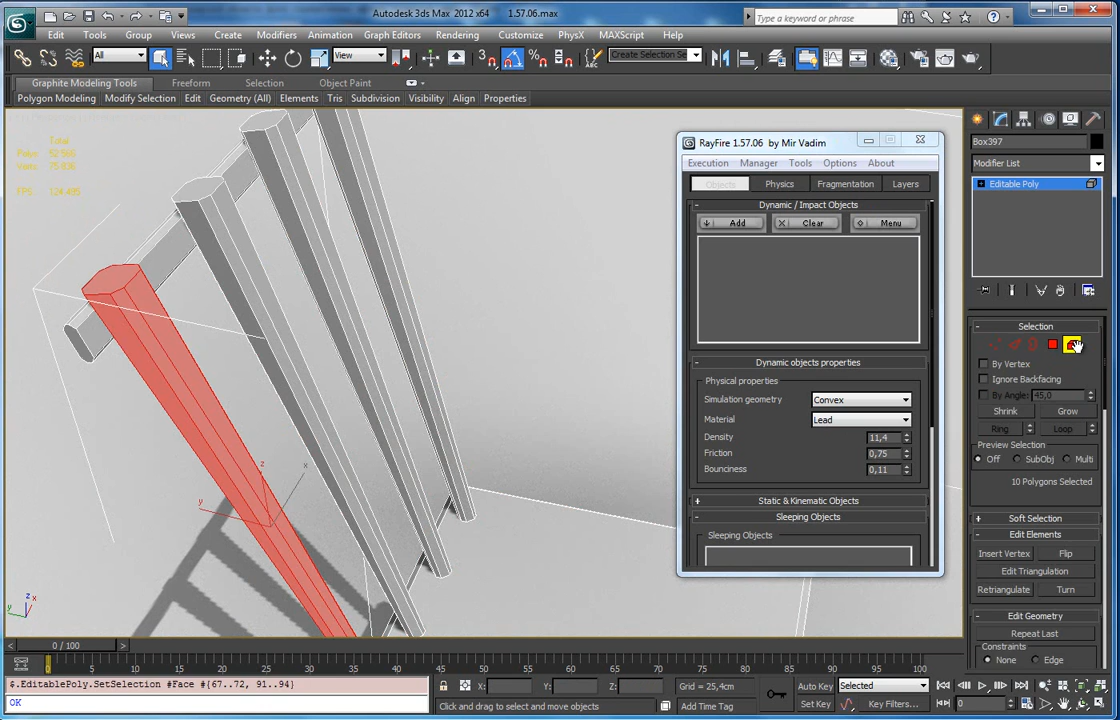 Autodesk 3ds Max 2012 x64 1.57.06.max
Type a keyword or phrase
Edit Tools Group Views Create Modifiers Animation Graph Editors Rendering Customize PhysX MAXScript Help
All View Create Selection Se
Graphite Modeling Tools Freeform Selection Object Paint
Polygon Modeling Modify Selection Edit Geometry (All) Elements Tris Subdivision Visibility Align Properties
Total
Polys:
Verts:
FPS:
RayFire 1.57.06 by Mir Vadim
Execution Manager Tools Options About
Objects Physics Fragmentation Layers
Dynamic / Impact Objects
Add Clear Menu
Dynamic objects properties
Physical properties
Simulation geometry Convex
Material Lead
Density 11,4
Friction 0,75
Bounciness 0,11
Static & Kinematic Objects
Sleeping Objects
Sleeping Objects
Box397
Modifier List
Editable Poly
Selection
By Vertex
Ignore Backfacing
By Angle: 45,0
Shrink Grow
Ring Loop
Preview Selection
Off SubObj Multi
10 Polygons Selected
Soft Selection
Edit Elements
Insert Vertex Flip
Edit Triangulation
Retriangulate Turn
Edit Geometry
Repeat Last
Constraints
None Edge
z
x
y
z
x
y
0 / 100
0 5 10 15 20 25 30 35 40 45 50 55 60 65 70 75 80 85 90 95 100
$.EditablePoly.SetSelection #Face #{67..72, 91..94}
OK
X: Y: Z: Grid = 25,4cm
Click and drag to select and move objects Add Time Tag
Auto Key Selected
Set Key Key Filters... 0